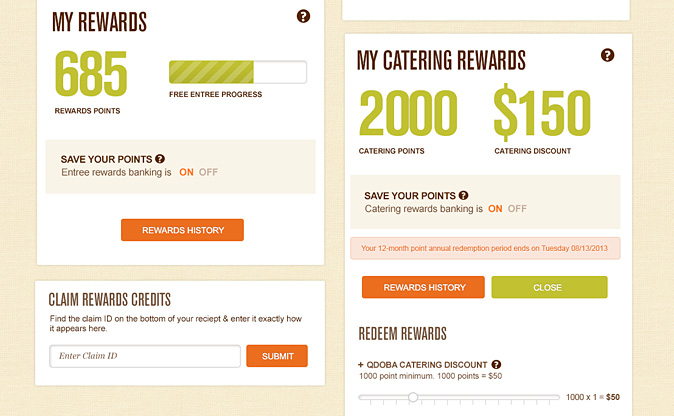 MY REWARDS
?
685
REWARDS POINTS
FREE ENTREE PROGRESS
SAVE YOUR POINTS ?
Entree rewards banking is ON OFF
REWARDS HISTORY
CLAIM REWARDS CREDITS
Find the claim ID on the bottom of your reciept & enter it exactly how
it appears here.
Enter Claim ID
SUBMIT
MY CATERING REWARDS
?
2000
CATERING POINTS
$150
CATERING DISCOUNT
SAVE YOUR POINTS ?
Catering rewards banking is ON OFF
Your 12-month point annual redemption period ends on Tuesday 08/13/2013
REWARDS HISTORY
CLOSE
REDEEM REWARDS
+ QDOBA CATERING DISCOUNT ?
1000 point minimum. 1000 points = $50
1000 x 1 = $50